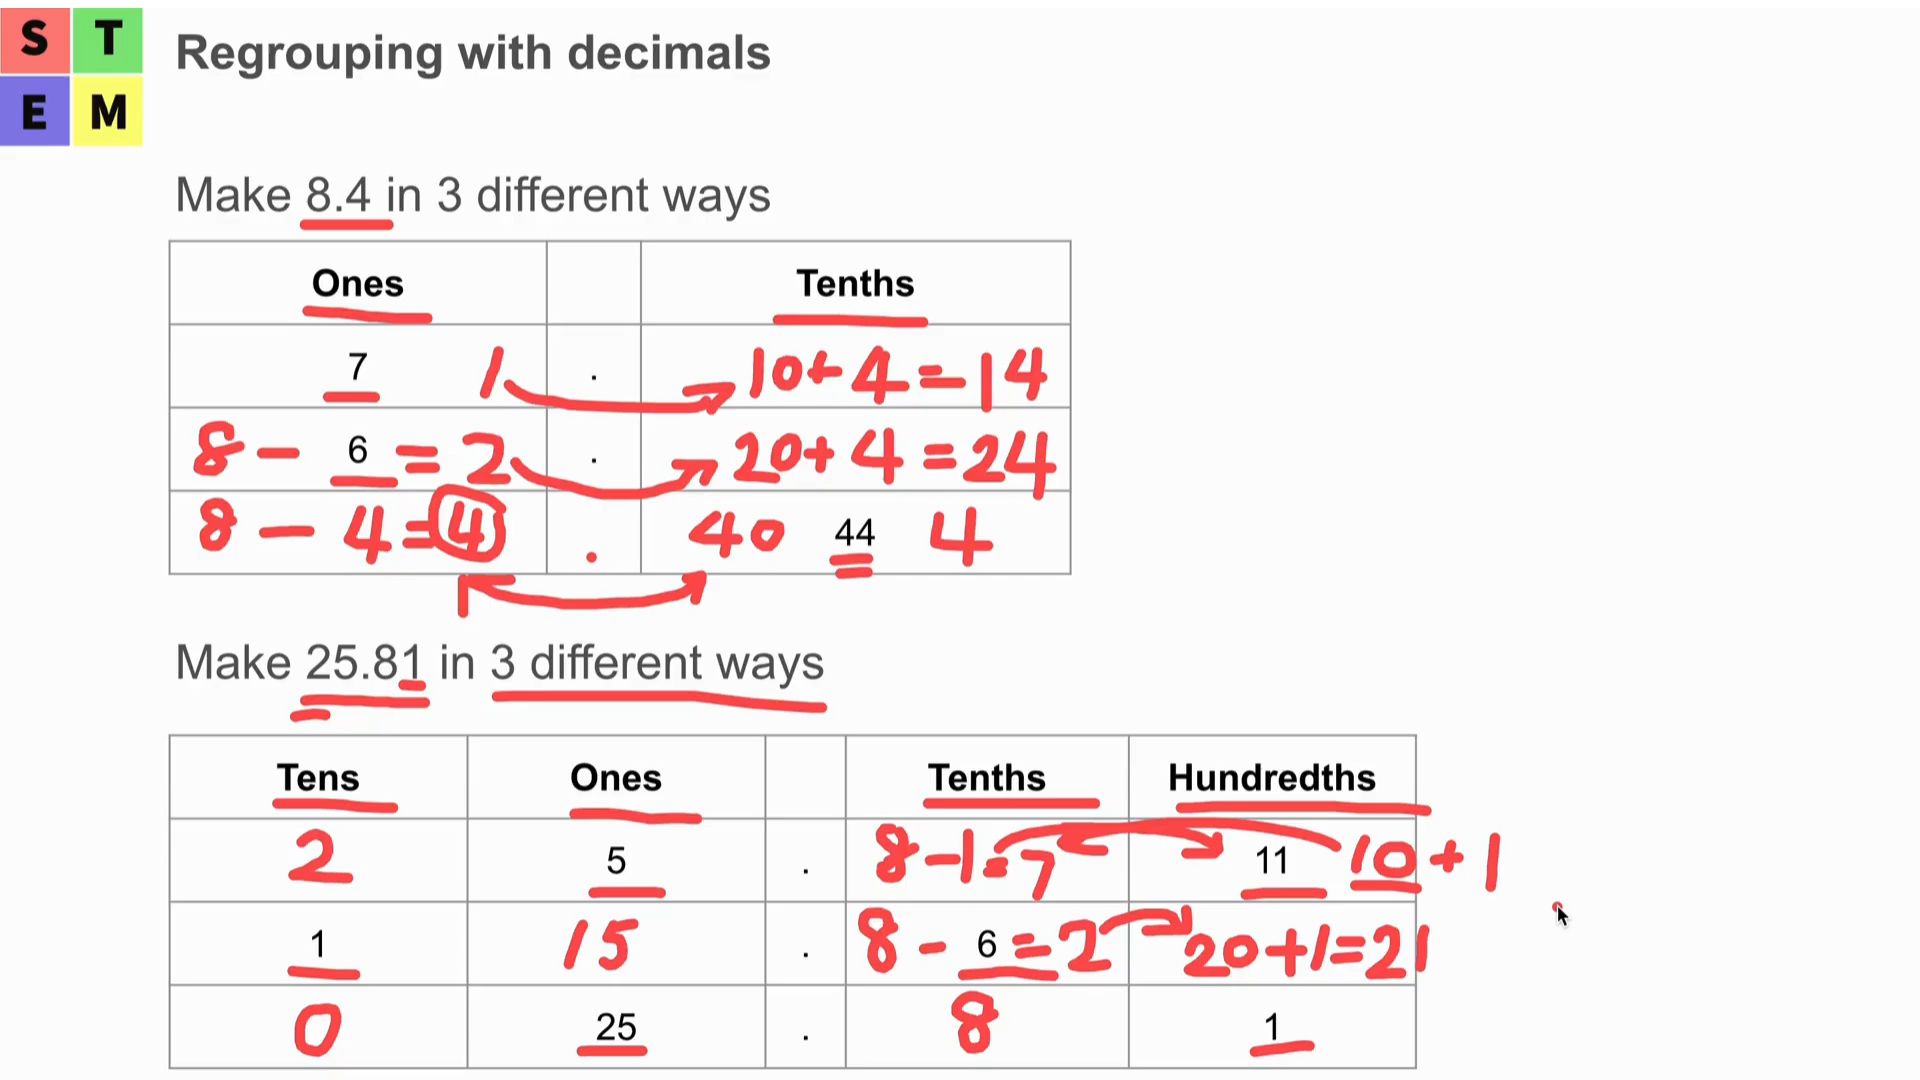 S T
E M
Regrouping with decimals
Make 8.4 in 3 different ways
Ones Tenths
7 1 . 10+4=14
8 - 6 = 2 . 20+4=24
8 - 4=4 . 40 44 4
Make 25.81 in 3 different ways
Tens Ones Tenths Hundredths
2 5 . 8-1=7 11 10+1
1 15 . 8 - 6 = 2 20+1=21
0 25 . 8 1